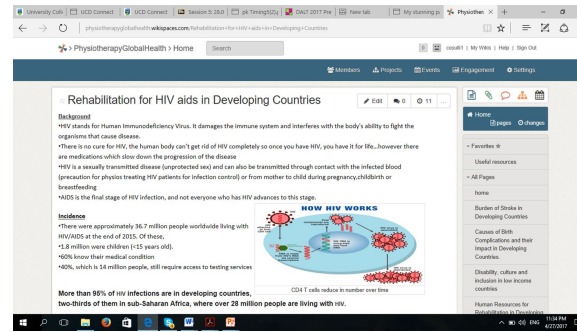 University Coll
UCD Connect
UCD Connect
Session 5: 26.0
pk Timing5(2).p
OALT 2017 Pre
New tab
My stunning p
Physiother
physiotherapyglobalhealth.wikispaces.com/Rehabilitation+for+HIV+aids+in+Developing+Countries
PhysiotherapyGlobalHealth > Home
Search
My Wikis | Help | Sign Out
Members
Projects
Events
Engagement
Settings
Rehabilitation for HIV aids in Developing Countries
Edit
0
11
...
Background
•HIV stands for Human Immunodeficiency Virus. It damages the immune system and interferes with the body's ability to fight the
organisms that cause disease.
•There is no cure for HIV, the human body can't get rid of HIV completely so once you have HIV, you have it for life...however there
are medications which slow down the progression of the disease
•HIV is a sexually transmitted disease (unprotected sex) and can also be transmitted through contact with the infected blood
(precaution for physios treating HIV patients for infection control) or from mother to child during pregnancy,childbirth or
breastfeeding
•AIDS is the final stage of HIV infection, and not everyone who has HIV advances to this stage.
Incidence
•There were approximately 36.7 million people worldwide living with
HIV/AIDS at the end of 2015. Of these,
•1.8 million were children (<15 years old).
•60% know their medical condition
•40%, which is 14 million people, still require access to testing services
More than 95% of HIV infections are in developing countries,
two-thirds of them in sub-Saharan Africa, where over 28 million people are living with HIV.
HOW HIV WORKS
CD4 T cells reduce in number over time
Home
pages
changes
Favorites
Useful resources
All Pages
home
Burden of Stroke in
Developing Countries
Causes of Birth
Complications and their
Impact in Developing
Countries.
Disability, culture and
inclusion in low income
countries
Human Resources for
Rehabilitation in Developing
ENG
11:34 PM
4/27/2017